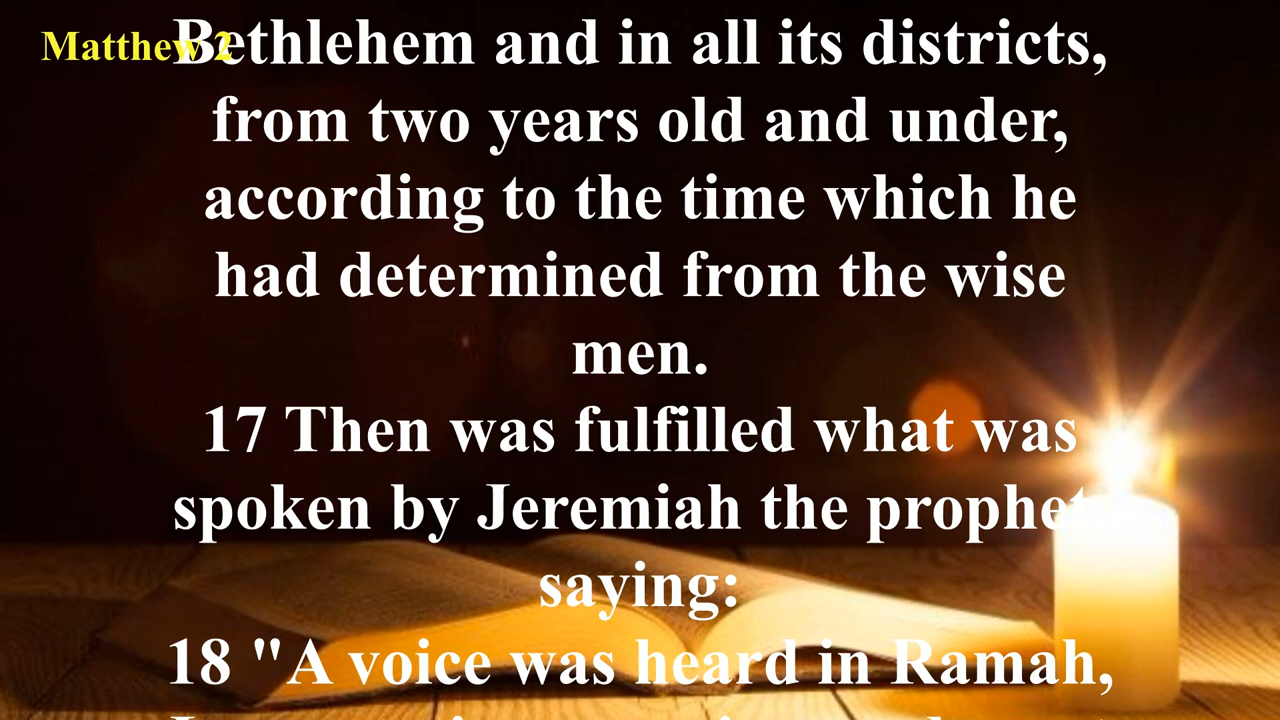 Matthew 2
Bethlehem and in all its districts,
from two years old and under,
according to the time which he
had determined from the wise
men.
17 Then was fulfilled what was
spoken by Jeremiah the prophet,
saying:
18 "A voice was heard in Ramah,